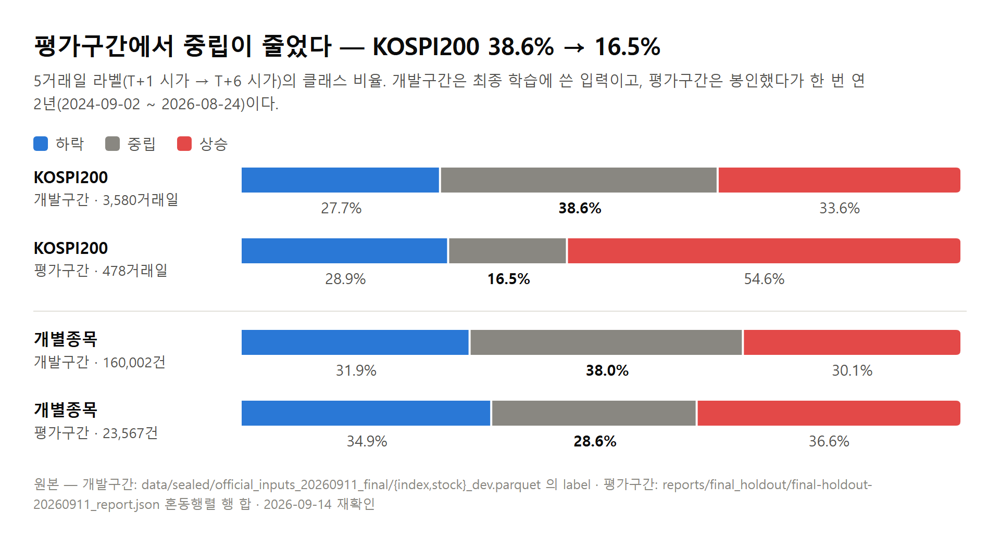 평가구간에서 중립이 줄었다 — KOSPI200 38.6% → 16.5%
5거래일 라벨(T+1 시가 → T+6 시가)의 클래스 비율. 개발구간은 최종 학습에 쓴 입력이고, 평가구간은 봉인했다가 한 번 연
2년(2024-09-02 ~ 2026-08-24)이다.
하락 중립 상승
KOSPI200
개발구간 · 3,580거래일
27.7% 38.6% 33.6%
KOSPI200
평가구간 · 478거래일
28.9% 16.5% 54.6%
개별종목
개발구간 · 160,002건
31.9% 38.0% 30.1%
개별종목
평가구간 · 23,567건
34.9% 28.6% 36.6%
원본 — 개발구간: data/sealed/official_inputs_20260911_final/{index,stock}_dev.parquet 의 label · 평가구간: reports/final_holdout/final-holdout-
20260911_report.json 혼동행렬 행 합 · 2026-09-14 재확인